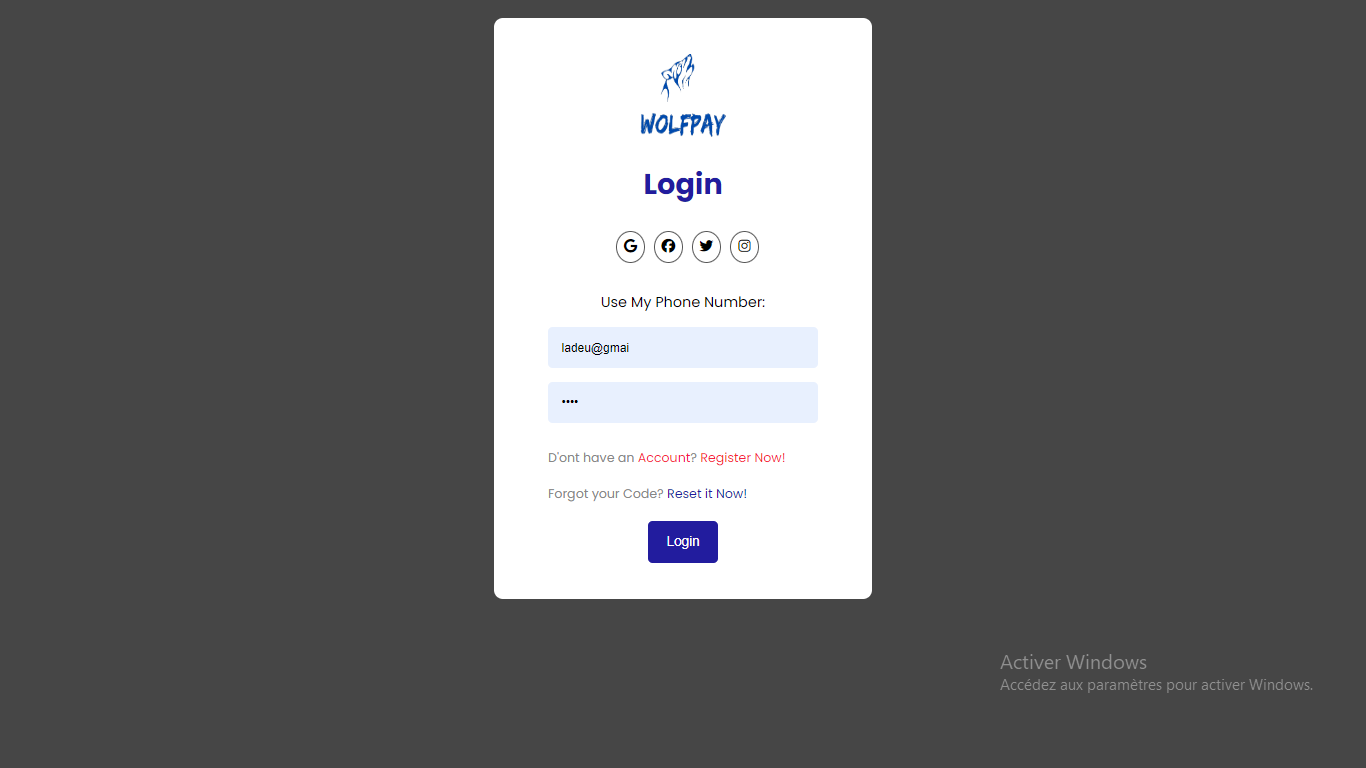 WOLFPAY
Login
Use My Phone Number:
ladeu@gmai
••••
D'ont have an Account? Register Now!
Forgot your Code? Reset it Now!
Login
Activer Windows
Accédez aux paramètres pour activer Windows.